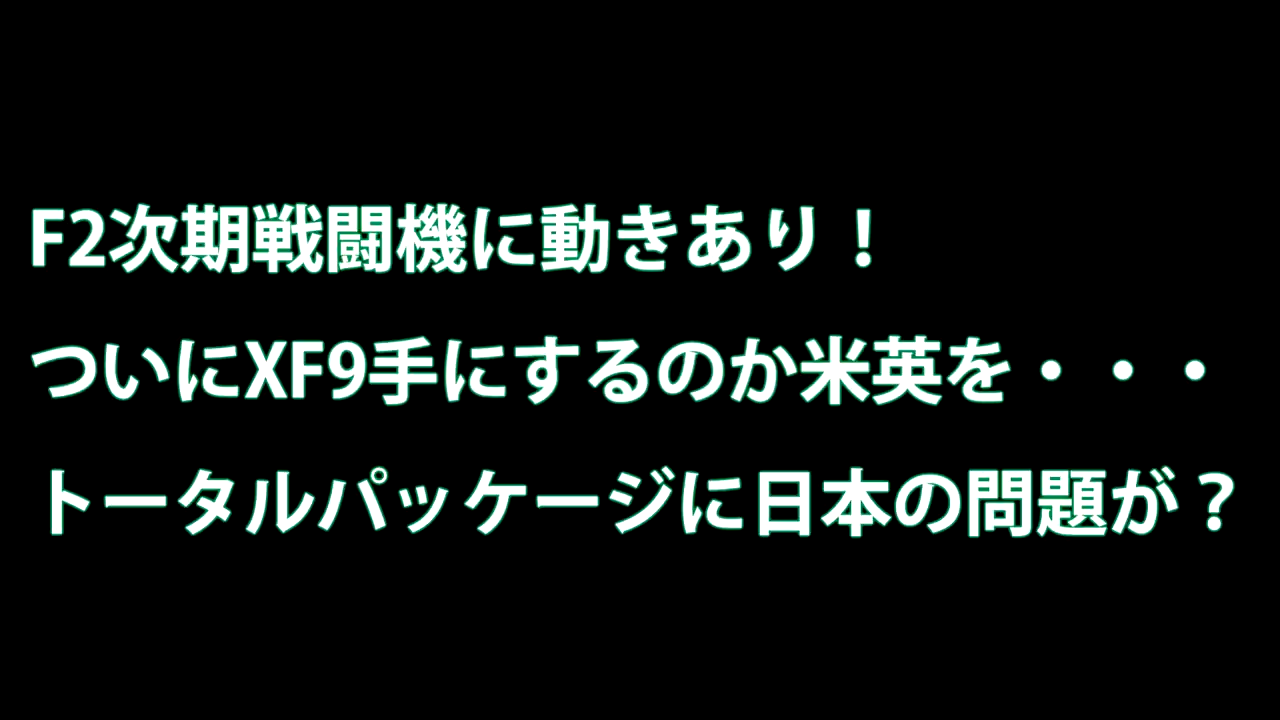 F2次期戦闘機に動きあり！
ついにXF9手にするのか米英を・・・
トータルパッケージに日本の問題が？